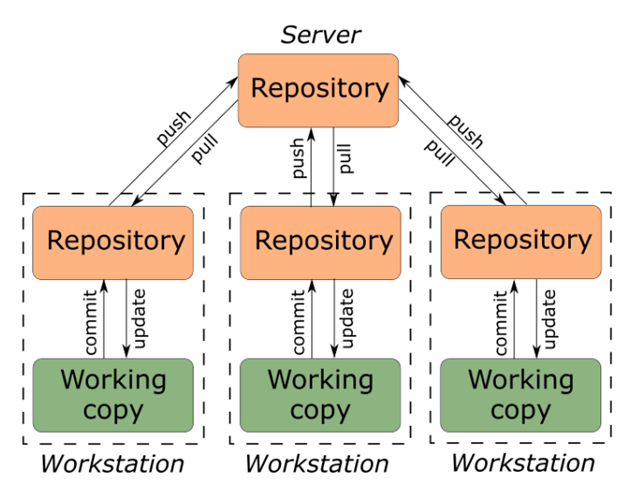 Server
Repository
push
pull
push
pull
push
pull
Repository
Repository
Repository
commit
update
commit
update
commit
update
Working
copy
Working
copy
Working
copy
Workstation
Workstation
Workstation